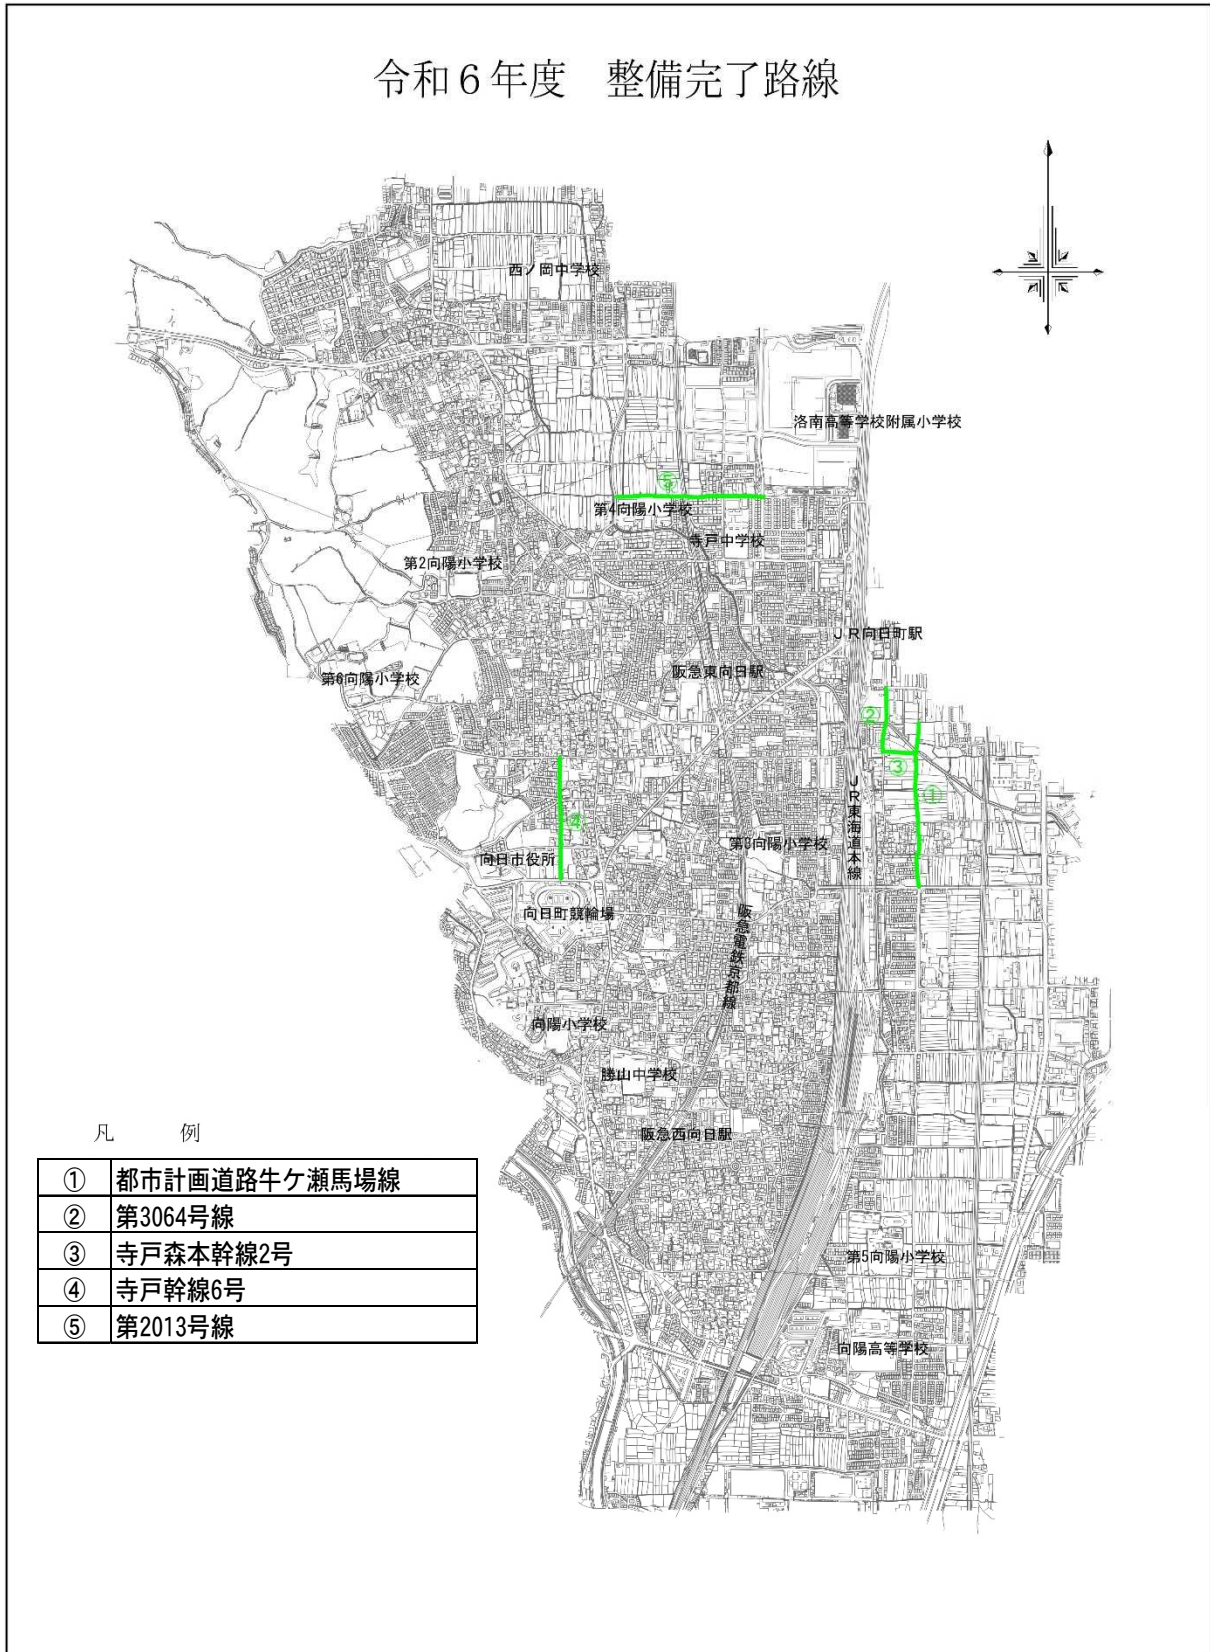 令和６年度　整備完了路線
西ノ岡中学校
洛南高等学校附属小学校
⑤
第4向陽小学校
寺戸中学校
第2向陽小学校
ＪＲ向日町駅
阪急東向日駅
第6向陽小学校
②
③
①
ＪＲ東海道本線
④
第3向陽小学校
向日市役所
向日町競輪場
阪急電鉄京都線
向陽小学校
勝山中学校
阪急西向日駅
第5向陽小学校
向陽高等学校
凡　例
① 都市計画道路牛ケ瀬馬場線
② 第3064号線
③ 寺戸森本幹線2号
④ 寺戸幹線6号
⑤ 第2013号線